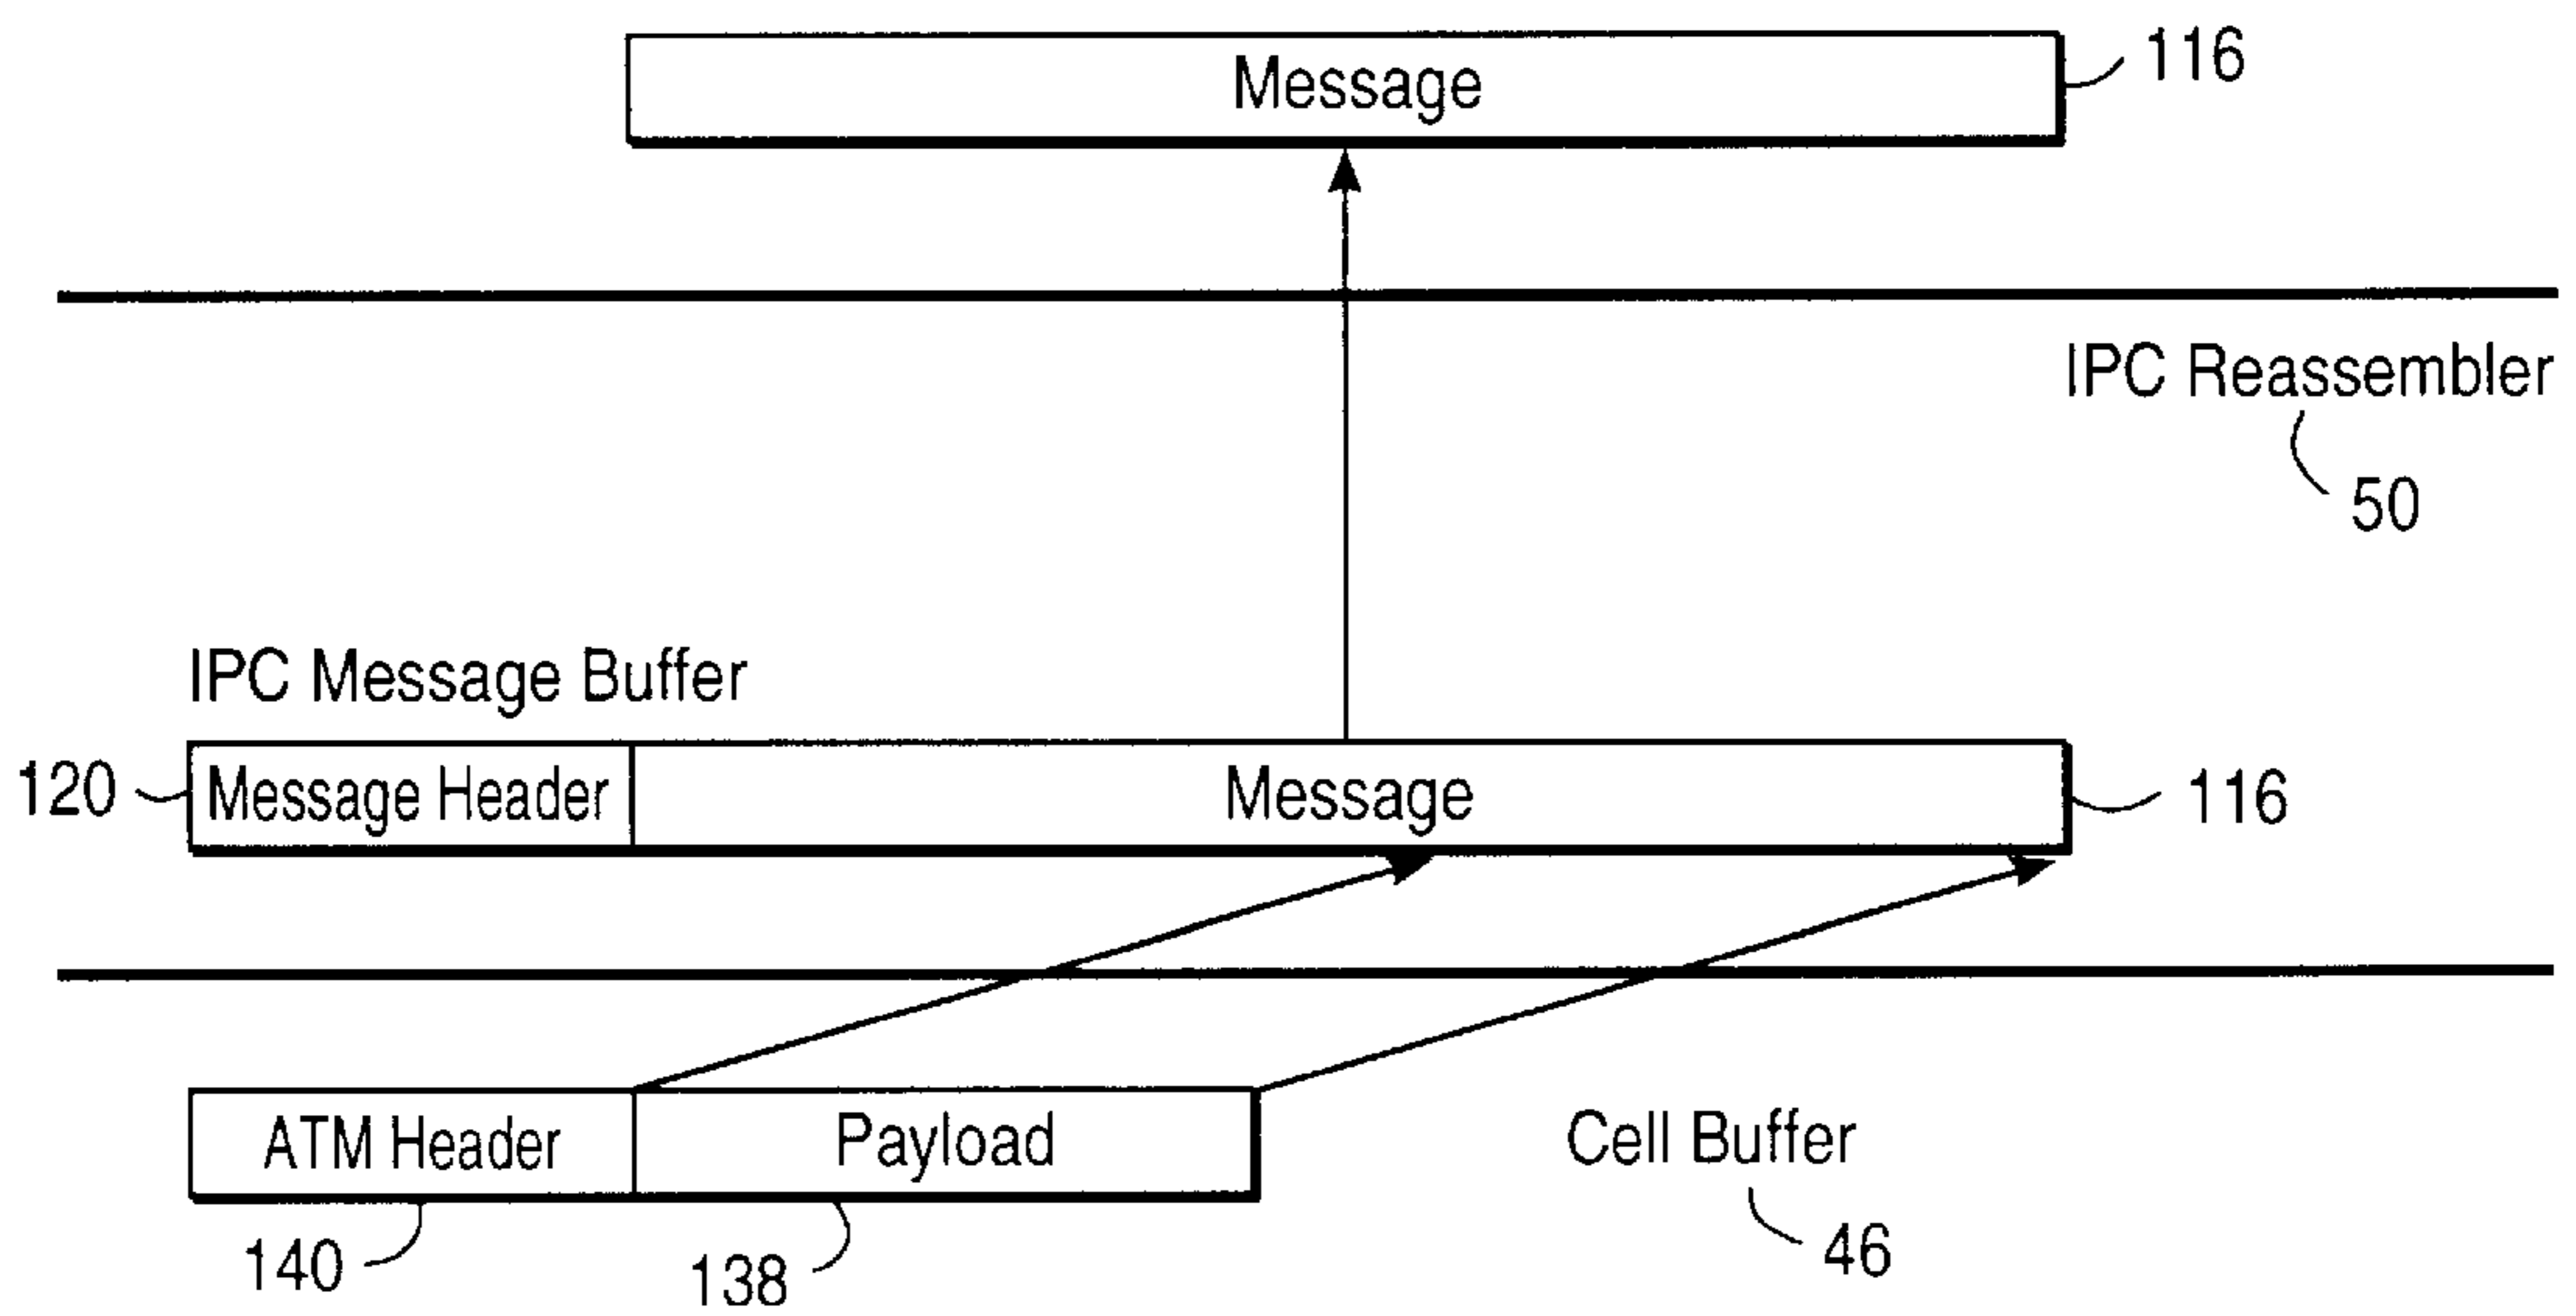 Message
116
IPC Reassembler
50
IPC Message Buffer
120
Message Header
Message
116
ATM Header
Payload
Cell Buffer
140
138
46